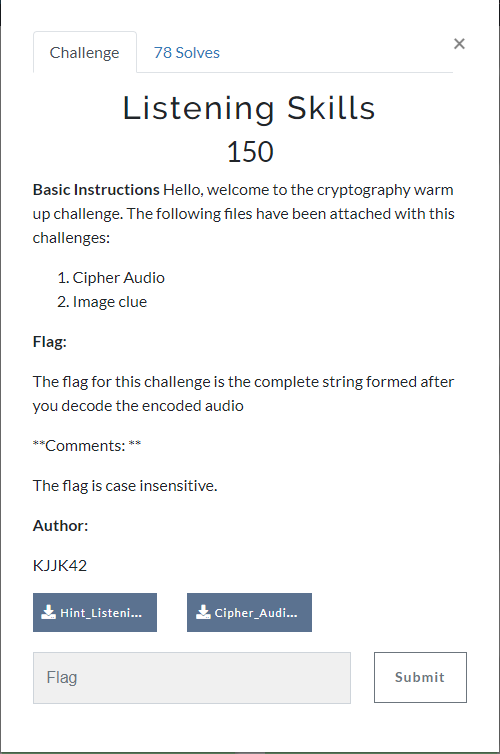 Challenge
78 Solves
×
Listening Skills
150
Basic Instructions Hello, welcome to the cryptography warm
up challenge. The following files have been attached with this
challenges:
1. Cipher Audio
2. Image clue
Flag:
The flag for this challenge is the complete string formed after
you decode the encoded audio
**Comments: **
The flag is case insensitive.
Author:
KJJK42
Hint_Listeni...
Cipher_Audi...
Flag
Submit